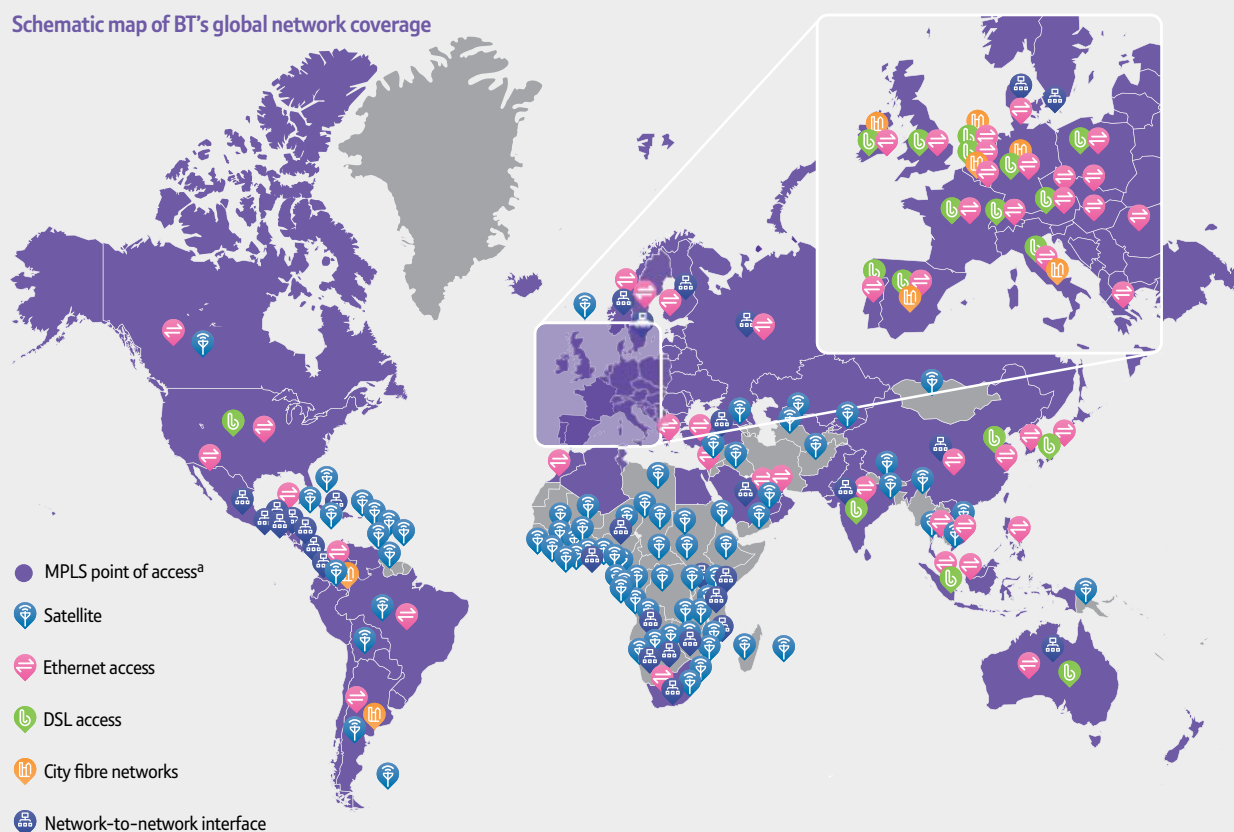 Schematic map of BT’s global network coverage
MPLS point of accessᵃ
Satellite
Ethernet access
DSL access
City fibre networks
Network-to-network interface